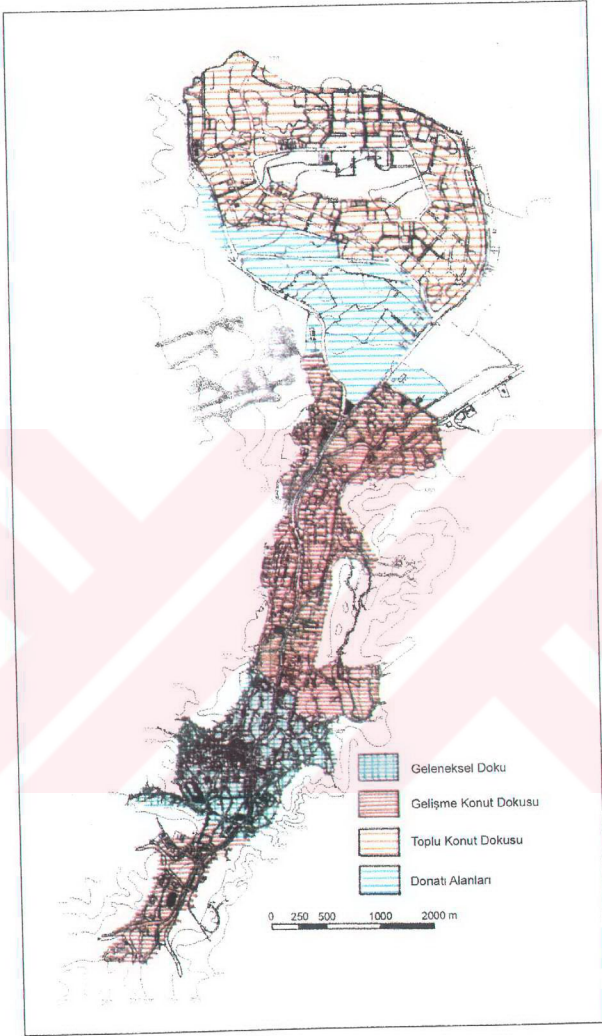 Geleneksel Doku
Gelişme Konut Dokusu
Toplu Konut Dokusu
Donatı Alanları
0 250 500 1000 2000 m